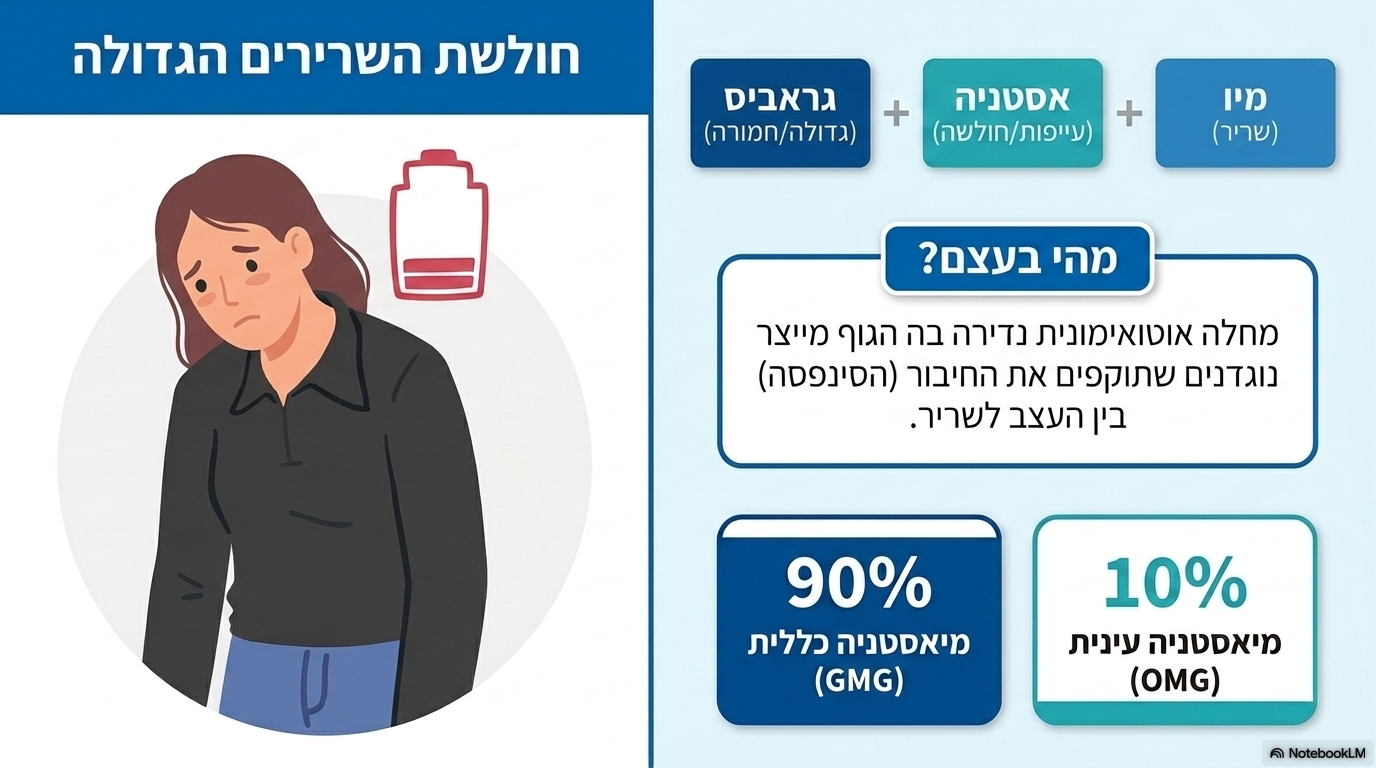 חולשת השרירים הגדולה
מיו
(שריר)
+
אסטניה
(עייפות/חולשה)
+
גראביס
(גדולה/חמורה)
מהי בעצם?
מחלה אוטואימונית נדירה בה הגוף מייצר
נוגדנים שתוקפים את החיבור (הסינפסה)
בין העצב לשריר.
10%
מיאסטניה עינית
(OMG)
90%
מיאסטניה כללית
(GMG)
NotebookLM